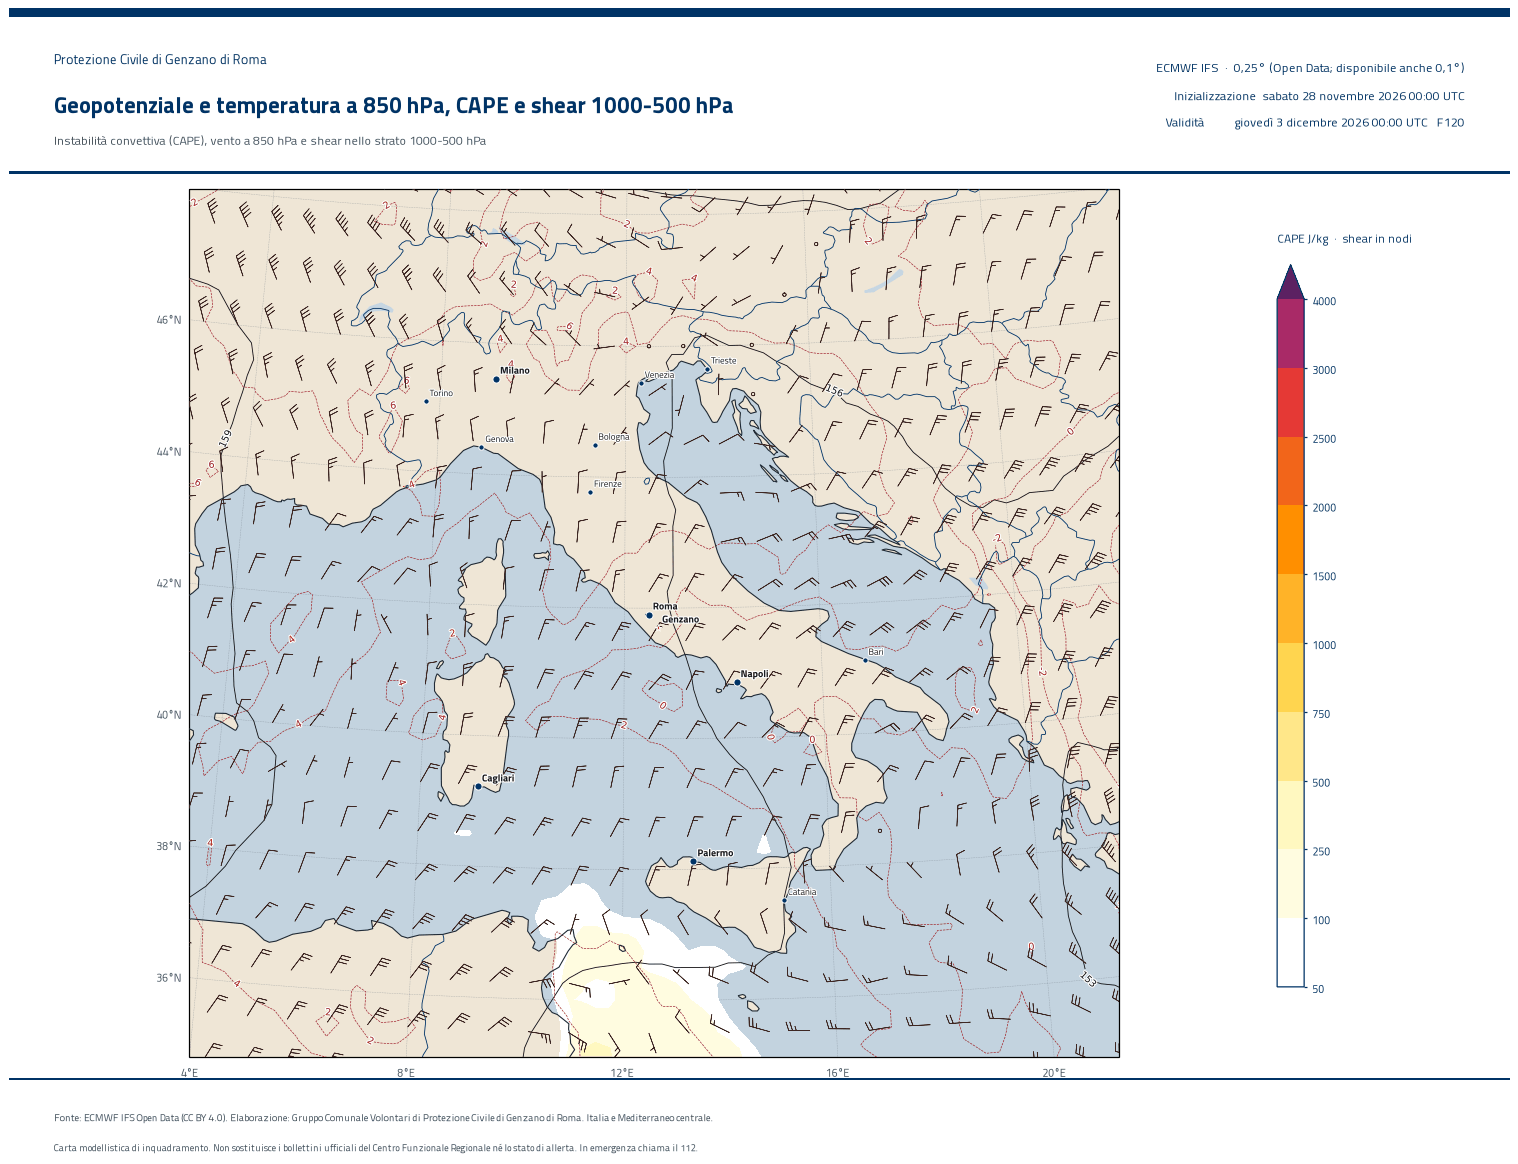 Protezione Civile di Genzano di Roma
Geopotenziale e temperatura a 850 hPa, CAPE e shear 1000-500 hPa
Instabilità convettiva (CAPE), vento a 850 hPa e shear nello strato 1000-500 hPa
ECMWF IFS · 0,25° (Open Data; disponibile anche 0,1°)
Inizializzazione sabato 28 novembre 2026 00:00 UTC
Validità giovedì 3 dicembre 2026 00:00 UTC F120
CAPE J/kg · shear in nodi
4000
3000
2500
2000
1500
1000
750
500
250
100
50
46°N
44°N
42°N
40°N
38°N
36°N
4°E
8°E
12°E
16°E
20°E
Milano
Torino
Venezia
Trieste
Genova
Bologna
Firenze
Roma
Genzano
Napoli
Bari
Cagliari
Palermo
Catania
159
156
153
Fonte: ECMWF IFS Open Data (CC BY 4.0). Elaborazione: Gruppo Comunale Volontari di Protezione Civile di Genzano di Roma. Italia e Mediterraneo centrale.
Carta modellistica di inquadramento. Non sostituisce i bollettini ufficiali del Centro Funzionale Regionale né lo stato di allerta. In emergenza chiama il 112.